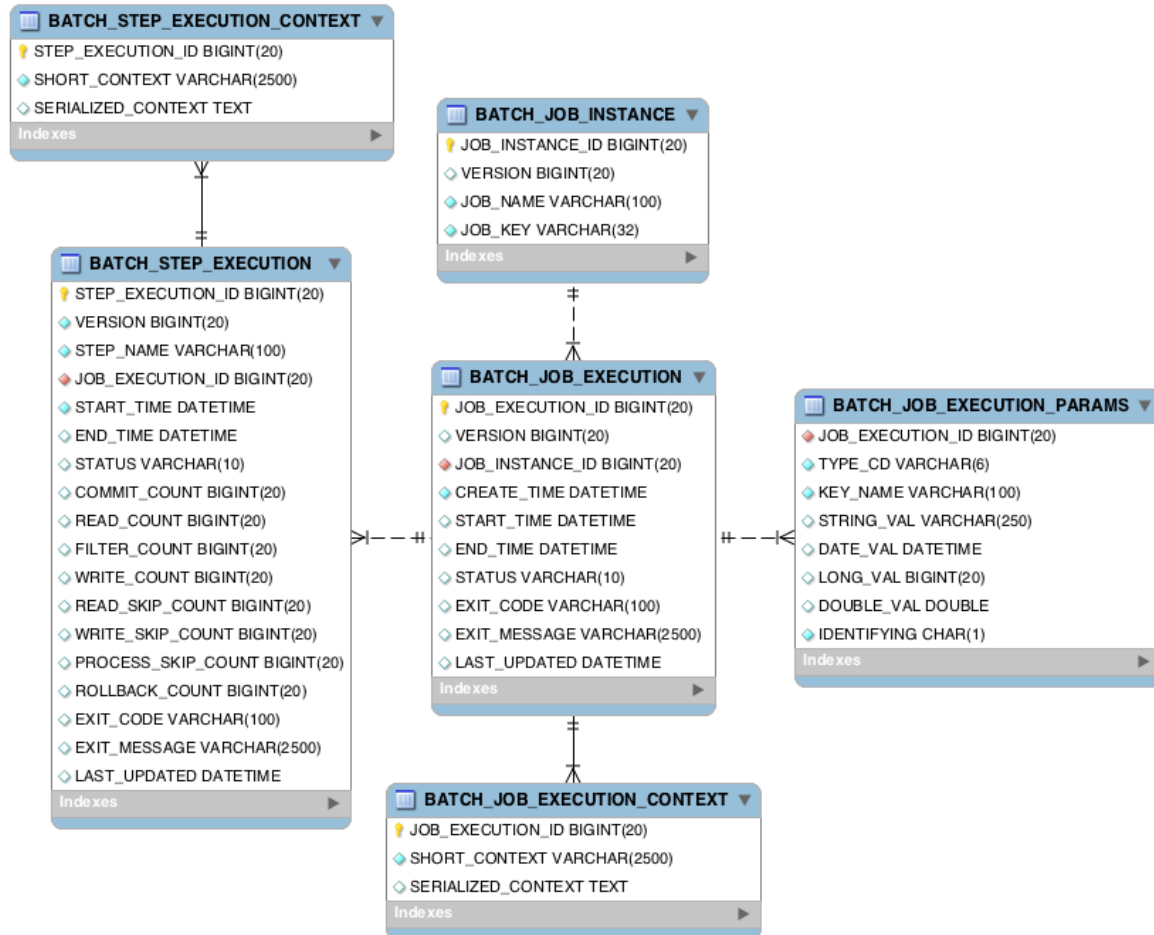 BATCH_STEP_EXECUTION_CONTEXT
STEP_EXECUTION_ID BIGINT(20)
SHORT_CONTEXT VARCHAR(2500)
SERIALIZED_CONTEXT TEXT
Indexes
BATCH_JOB_INSTANCE
JOB_INSTANCE_ID BIGINT(20)
VERSION BIGINT(20)
JOB_NAME VARCHAR(100)
JOB_KEY VARCHAR(32)
Indexes
BATCH_STEP_EXECUTION
STEP_EXECUTION_ID BIGINT(20)
VERSION BIGINT(20)
STEP_NAME VARCHAR(100)
JOB_EXECUTION_ID BIGINT(20)
START_TIME DATETIME
END_TIME DATETIME
STATUS VARCHAR(10)
COMMIT_COUNT BIGINT(20)
READ_COUNT BIGINT(20)
FILTER_COUNT BIGINT(20)
WRITE_COUNT BIGINT(20)
READ_SKIP_COUNT BIGINT(20)
WRITE_SKIP_COUNT BIGINT(20)
PROCESS_SKIP_COUNT BIGINT(20)
ROLLBACK_COUNT BIGINT(20)
EXIT_CODE VARCHAR(100)
EXIT_MESSAGE VARCHAR(2500)
LAST_UPDATED DATETIME
Indexes
BATCH_JOB_EXECUTION
JOB_EXECUTION_ID BIGINT(20)
VERSION BIGINT(20)
JOB_INSTANCE_ID BIGINT(20)
CREATE_TIME DATETIME
START_TIME DATETIME
END_TIME DATETIME
STATUS VARCHAR(10)
EXIT_CODE VARCHAR(100)
EXIT_MESSAGE VARCHAR(2500)
LAST_UPDATED DATETIME
Indexes
BATCH_JOB_EXECUTION_PARAMS
JOB_EXECUTION_ID BIGINT(20)
TYPE_CD VARCHAR(6)
KEY_NAME VARCHAR(100)
STRING_VAL VARCHAR(250)
DATE_VAL DATETIME
LONG_VAL BIGINT(20)
DOUBLE_VAL DOUBLE
IDENTIFYING CHAR(1)
Indexes
BATCH_JOB_EXECUTION_CONTEXT
JOB_EXECUTION_ID BIGINT(20)
SHORT_CONTEXT VARCHAR(2500)
SERIALIZED_CONTEXT TEXT
Indexes